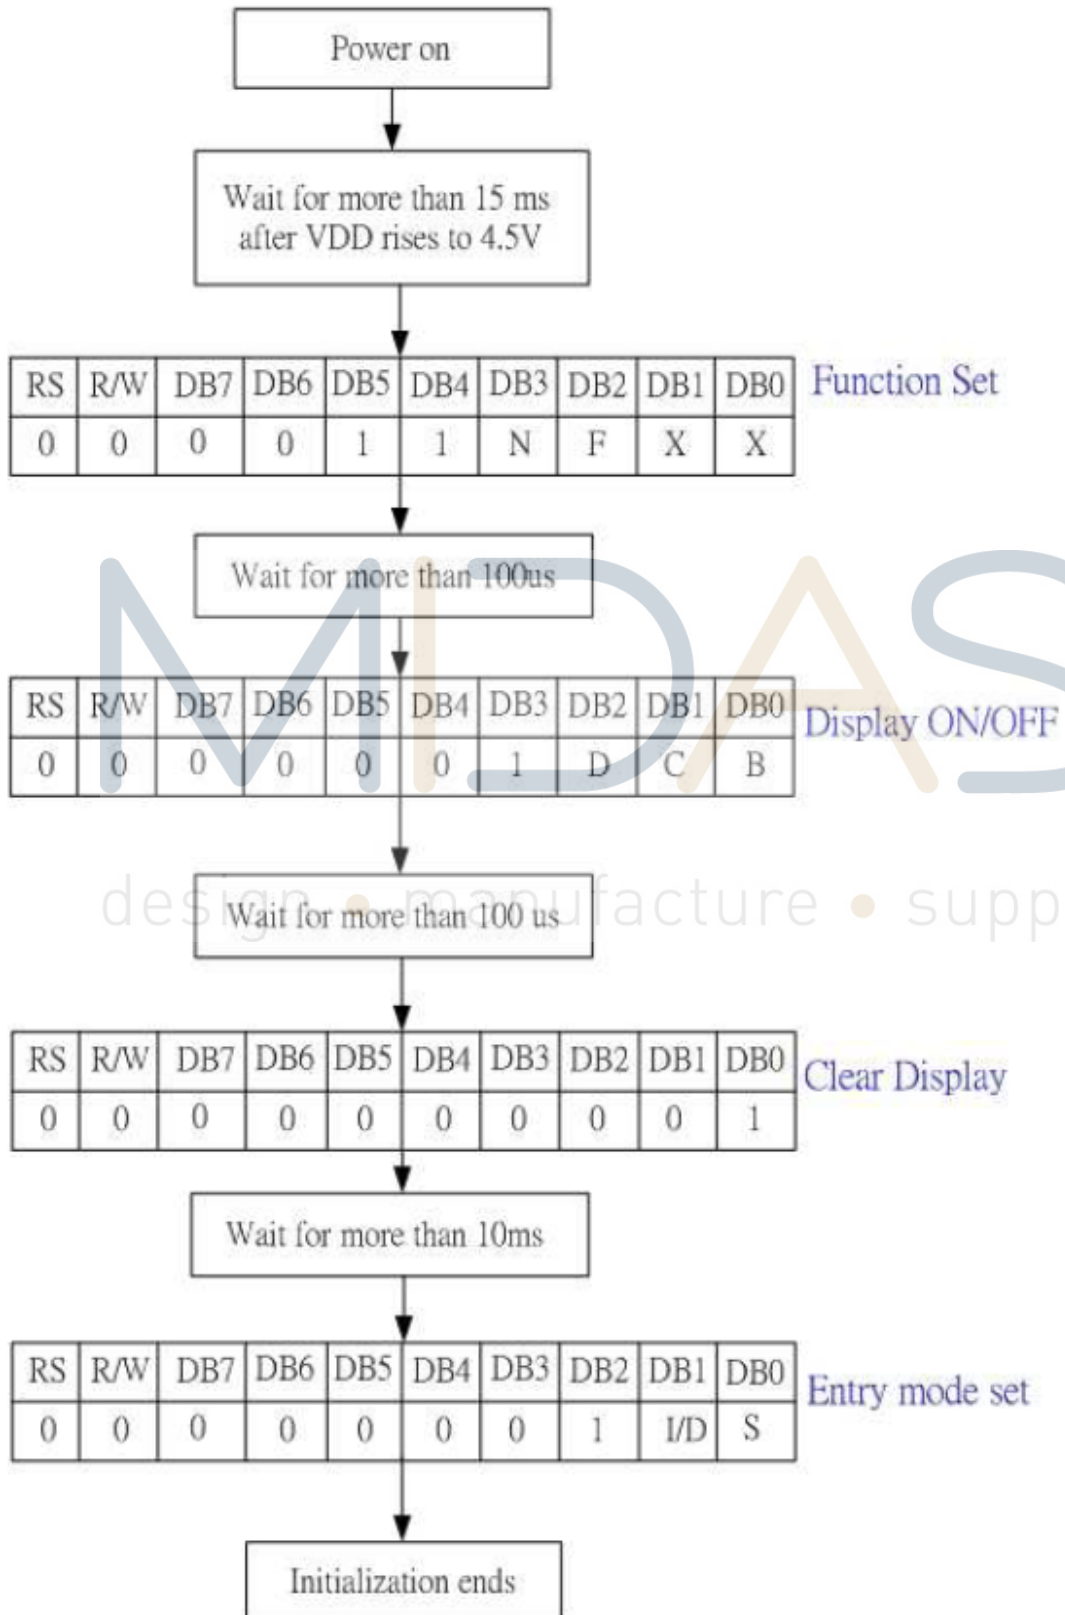 Power on
Wait for more than 15 ms
after VDD rises to 4.5V
RS R/W DB7 DB6 DB5 DB4 DB3 DB2 DB1 DB0 Function Set
0 0 0 0 1 1 N F X X
Wait for more than 100us
MIDAS
RS R/W DB7 DB6 DB5 DB4 DB3 DB2 DB1 DB0 Display ON/OFF
0 0 0 0 0 0 1 D C B
design • manufacture • supp
Wait for more than 100 us
RS R/W DB7 DB6 DB5 DB4 DB3 DB2 DB1 DB0 Clear Display
0 0 0 0 0 0 0 0 0 1
Wait for more than 10ms
RS R/W DB7 DB6 DB5 DB4 DB3 DB2 DB1 DB0 Entry mode set
0 0 0 0 0 0 0 1 I/D S
Initialization ends